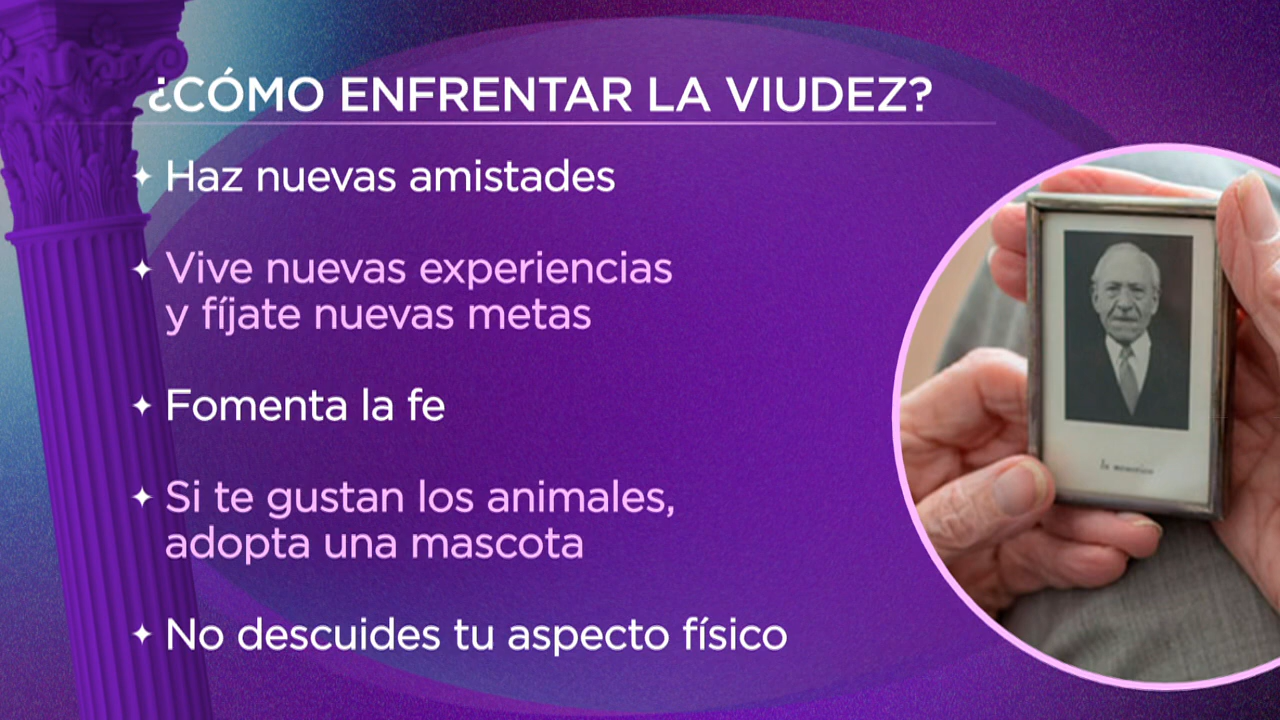 ¿CÓMO ENFRENTAR LA VIUDEZ?
Haz nuevas amistades
Vive nuevas experiencias
y fíjate nuevas metas
Fomenta la fe
Si te gustan los animales,
adopta una mascota
No descuides tu aspecto físico